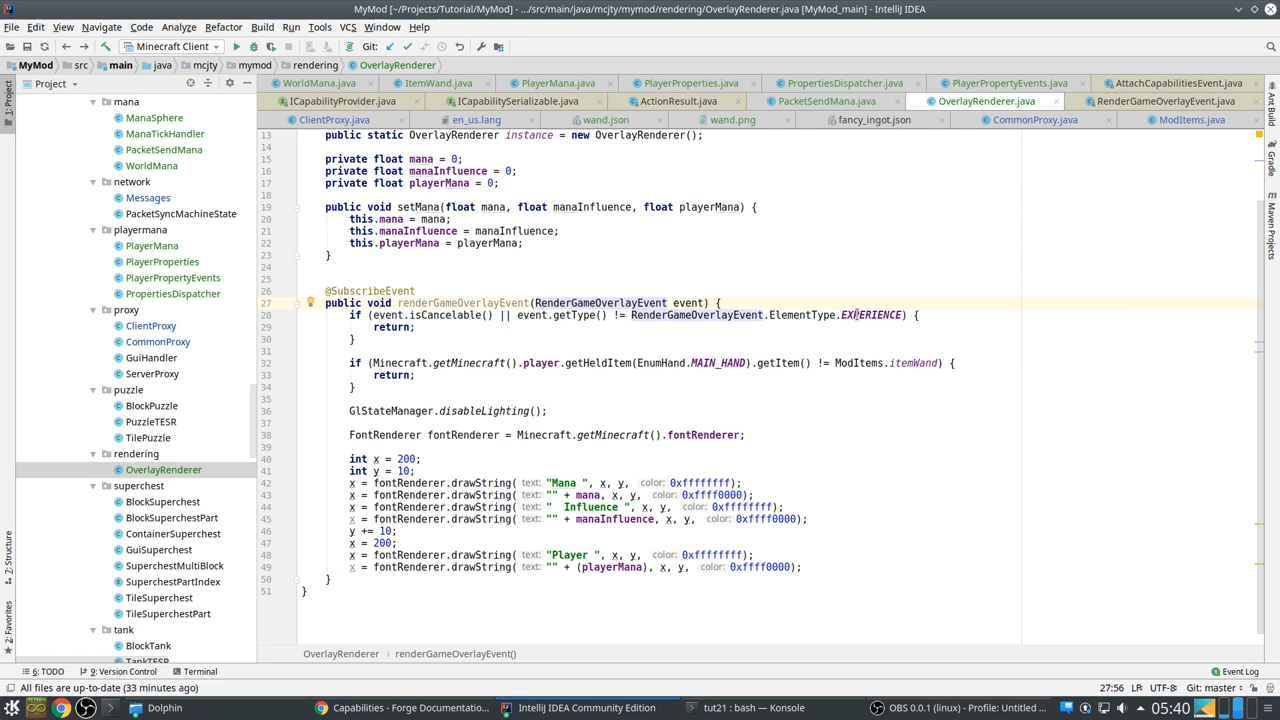 MyMod [~/Projects/Tutorial/MyMod] - .../src/main/java/mcjty/mymod/rendering/OverlayRenderer.java [MyMod_main] - IntelliJ IDEA
File Edit View Navigate Code Analyze Refactor Build Run Tools VCS Window Help
Minecraft Client Git:
MyMod src main java mcjty mymod rendering OverlayRenderer
Project
WorldMana.java ItemWand.java PlayerMana.java PlayerProperties.java PropertiesDispatcher.java PlayerPropertyEvents.java AttachCapabilitiesEvent.java
ICapabilityProvider.java ICapabilitySerializable.java ActionResult.java PacketSendMana.java OverlayRenderer.java RenderGameOverlayEvent.java
ClientProxy.java en_us.lang wand.json wand.png fancy_ingot.json CommonProxy.java ModItems.java
1: Project
7: Structure
2: Favorites
Ant Build
Gradle
Maven Projects
mana
ManaSphere
ManaTickHandler
PacketSendMana
WorldMana
network
Messages
PacketSyncMachineState
playermana
PlayerMana
PlayerProperties
PlayerPropertyEvents
PropertiesDispatcher
proxy
ClientProxy
CommonProxy
GuiHandler
ServerProxy
puzzle
BlockPuzzle
PuzzleTESR
TilePuzzle
rendering
OverlayRenderer
superchest
BlockSuperchest
BlockSuperchestPart
ContainerSuperchest
GuiSuperchest
SuperchestMultiBlock
SuperchestPartIndex
TileSuperchest
TileSuperchestPart
tank
BlockTank
TankTESR
13 public static OverlayRenderer instance = new OverlayRenderer();
14
15 private float mana = 0;
16 private float manaInfluence = 0;
17 private float playerMana = 0;
18
19 public void setMana(float mana, float manaInfluence, float playerMana) {
20 this.mana = mana;
21 this.manaInfluence = manaInfluence;
22 this.playerMana = playerMana;
23 }
24
25
26 @SubscribeEvent
27 public void renderGameOverlayEvent(RenderGameOverlayEvent event) {
28 if (event.isCancelable() || event.getType() != RenderGameOverlayEvent.ElementType.EXPERIENCE) {
29 return;
30 }
31
32 if (Minecraft.getMinecraft().player.getHeldItem(EnumHand.MAIN_HAND).getItem() != ModItems.itemWand) {
33 return;
34 }
35
36 GlStateManager.disableLighting();
37
38 FontRenderer fontRenderer = Minecraft.getMinecraft().fontRenderer;
39
40 int x = 200;
41 int y = 10;
42 x = fontRenderer.drawString( text: "Mana ", x, y, color: 0xffffffff);
43 x = fontRenderer.drawString( text: "" + mana, x, y, color: 0xffff0000);
44 x = fontRenderer.drawString( text: "  Influence ", x, y, color: 0xffffffff);
45 x = fontRenderer.drawString( text: "" + manaInfluence, x, y, color: 0xffff0000);
46 y += 10;
47 x = 200;
48 x = fontRenderer.drawString( text: "Player ", x, y, color: 0xffffffff);
49 x = fontRenderer.drawString( text: "" + (playerMana), x, y, color: 0xffff0000);
50 }
51 }
OverlayRenderer renderGameOverlayEvent()
6: TODO 9: Version Control Terminal Event Log
All files are up-to-date (33 minutes ago) 27:56 LF UTF-8 Git: master
Dolphin Capabilities - Forge Documentatio... IntelliJ IDEA Community Edition tut21 : bash — Konsole OBS 0.0.1 (linux) - Profile: Untitled ... 05:40